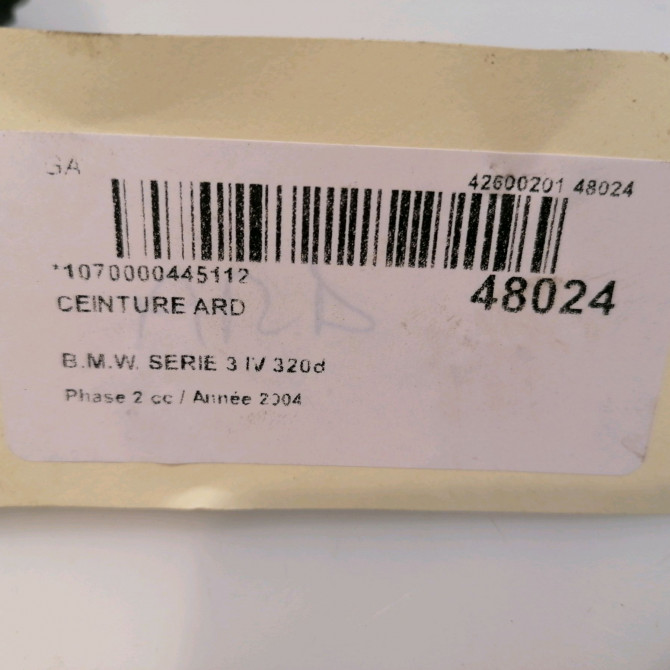 GA
42600201 48024
*1070000445112
48024
CEINTURE ARD
B.M.W. SERIE 3 IV 320d
Phase 2 cc / Année 2004